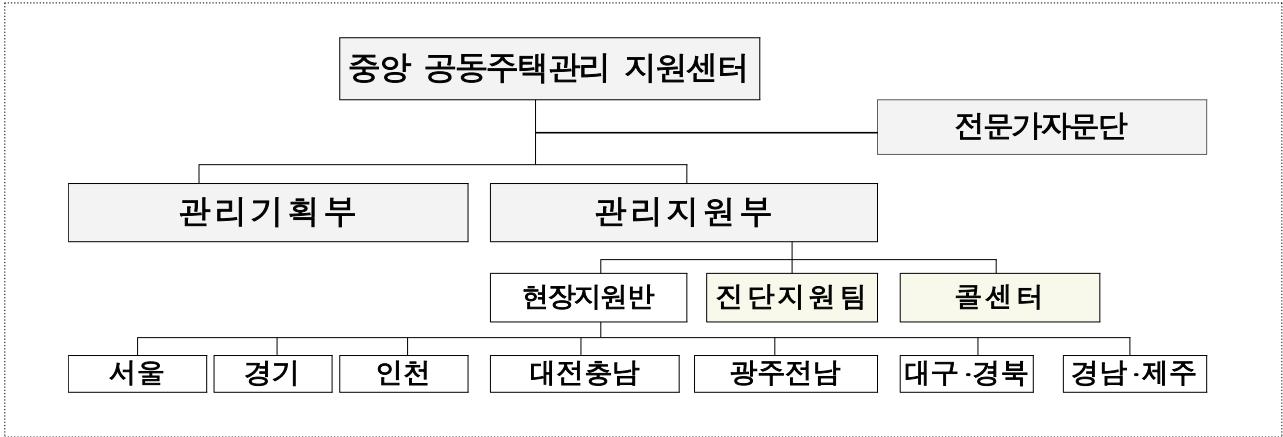 중앙 공동주택관리 지원센터
전문가자문단
관리기획부
관리지원부
현장지원반
진단지원팀
콜센터
서울
경기
인천
대전충남
광주전남
대구·경북
경남·제주